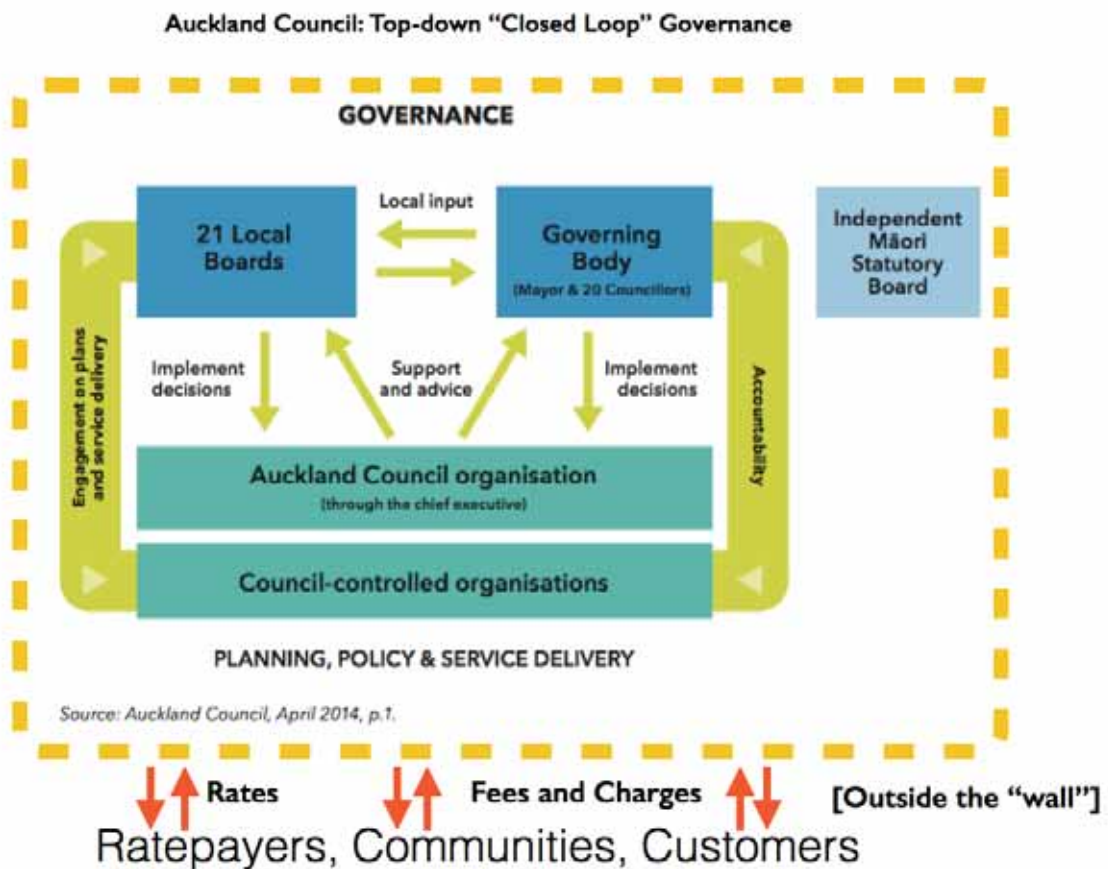 Auckland Council: Top-down “Closed Loop” Governance
GOVERNANCE
21 Local
Boards
Local input
Governing
Body
(Mayor & 20 Councillors)
Independent
Māori
Statutory
Board
Engagement on plans
and service delivery
Implement
decisions
Support
and advice
Implement
decisions
Accountability
Auckland Council organisation
(through the chief executive)
Council-controlled organisations
PLANNING, POLICY & SERVICE DELIVERY
Source: Auckland Council, April 2014, p.1.
Rates
Fees and Charges
[Outside the “wall”]
Ratepayers, Communities, Customers